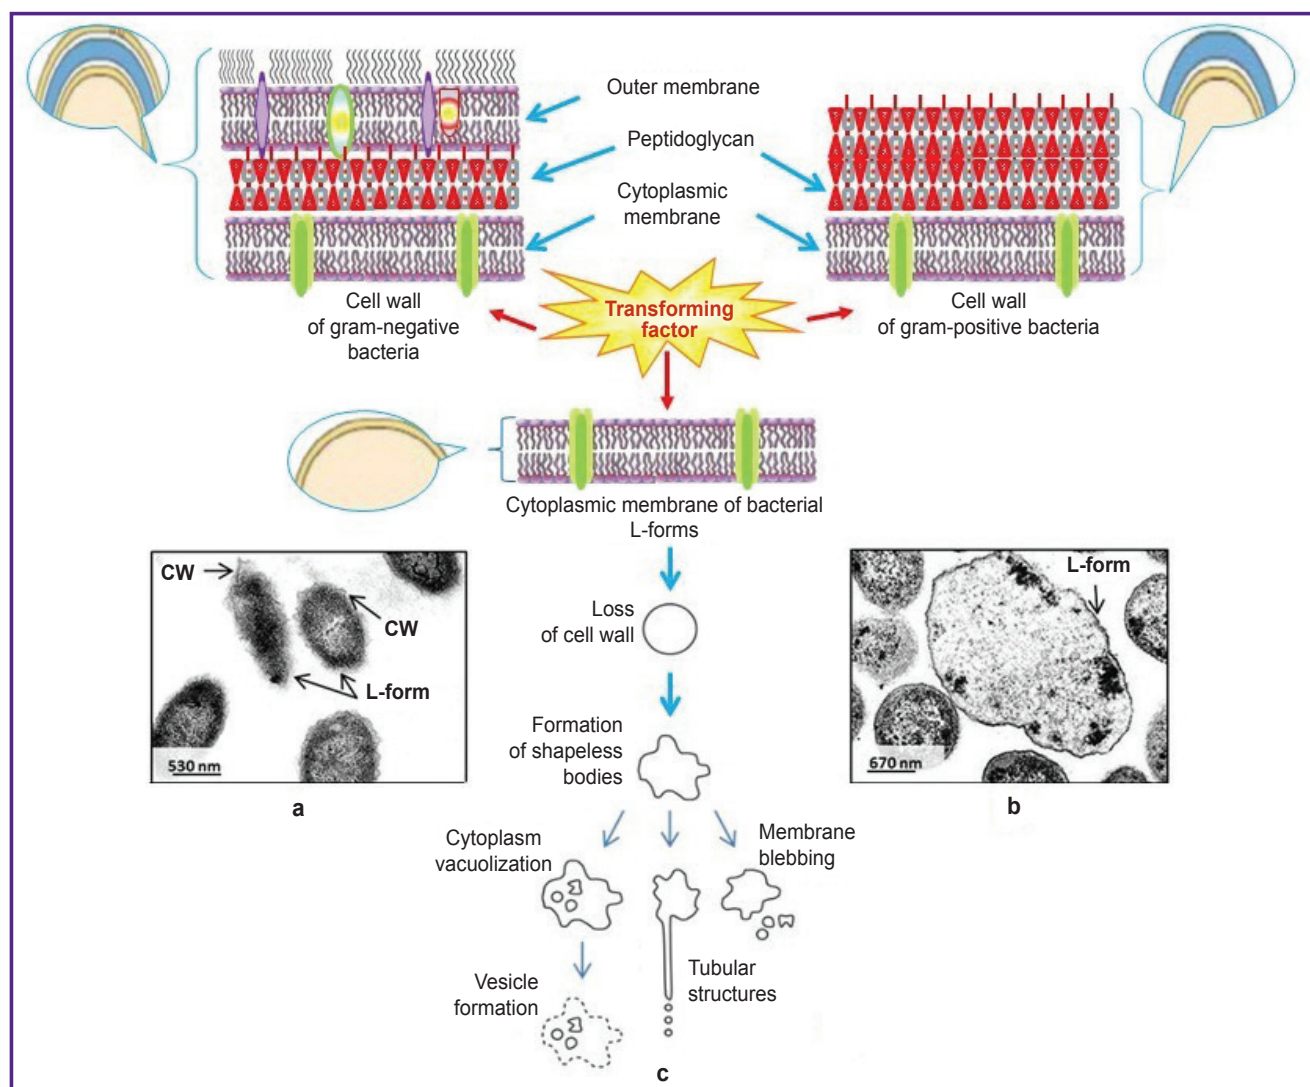 Outer membrane
Peptidoglycan
Cytoplasmic
membrane
Cell wall
of gram-negative
bacteria
Transforming
factor
Cell wall
of gram-positive bacteria
Cytoplasmic membrane of bacterial
L-forms
CW
CW
L-form
530 nm
a
L-form
670 nm
b
Loss
of cell wall
Formation
of shapeless
bodies
Cytoplasm
vacuolization
Membrane
blebbing
Vesicle
formation
Tubular
structures
c